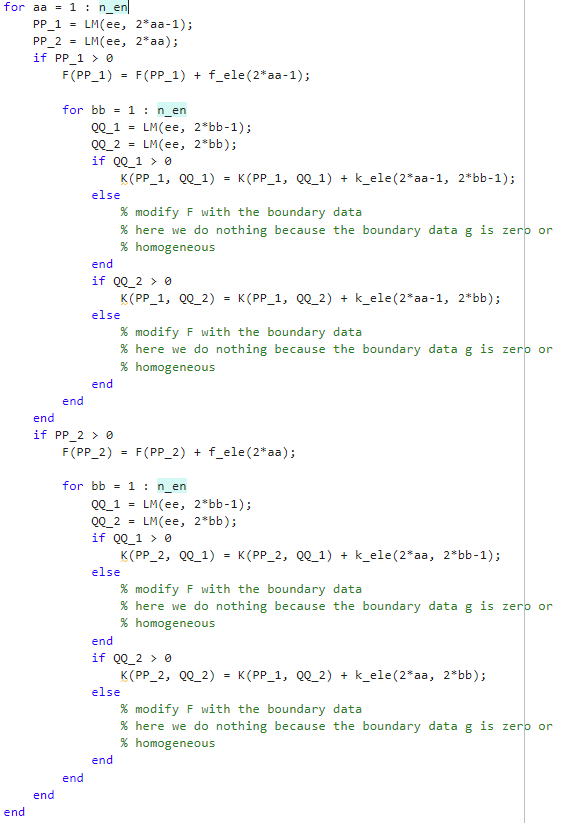 for aa = 1 : n_en
PP_1 = LM(ee, 2*aa-1);
PP_2 = LM(ee, 2*aa);
if PP_1 > 0
F(PP_1) = F(PP_1) + f_ele(2*aa-1);
for bb = 1 : n_en
QQ_1 = LM(ee, 2*bb-1);
QQ_2 = LM(ee, 2*bb);
if QQ_1 > 0
K(PP_1, QQ_1) = K(PP_1, QQ_1) + k_ele(2*aa-1, 2*bb-1);
else
% modify F with the boundary data
% here we do nothing because the boundary data g is zero or
% homogeneous
end
if QQ_2 > 0
K(PP_1, QQ_2) = K(PP_1, QQ_2) + k_ele(2*aa-1, 2*bb);
else
% modify F with the boundary data
% here we do nothing because the boundary data g is zero or
% homogeneous
end
end
end
if PP_2 > 0
F(PP_2) = F(PP_2) + f_ele(2*aa);
for bb = 1 : n_en
QQ_1 = LM(ee, 2*bb-1);
QQ_2 = LM(ee, 2*bb);
if QQ_1 > 0
K(PP_2, QQ_1) = K(PP_2, QQ_1) + k_ele(2*aa, 2*bb-1);
else
% modify F with the boundary data
% here we do nothing because the boundary data g is zero or
% homogeneous
end
if QQ_2 > 0
K(PP_2, QQ_2) = K(PP_1, QQ_2) + k_ele(2*aa, 2*bb);
else
% modify F with the boundary data
% here we do nothing because the boundary data g is zero or
% homogeneous
end
end
end
end